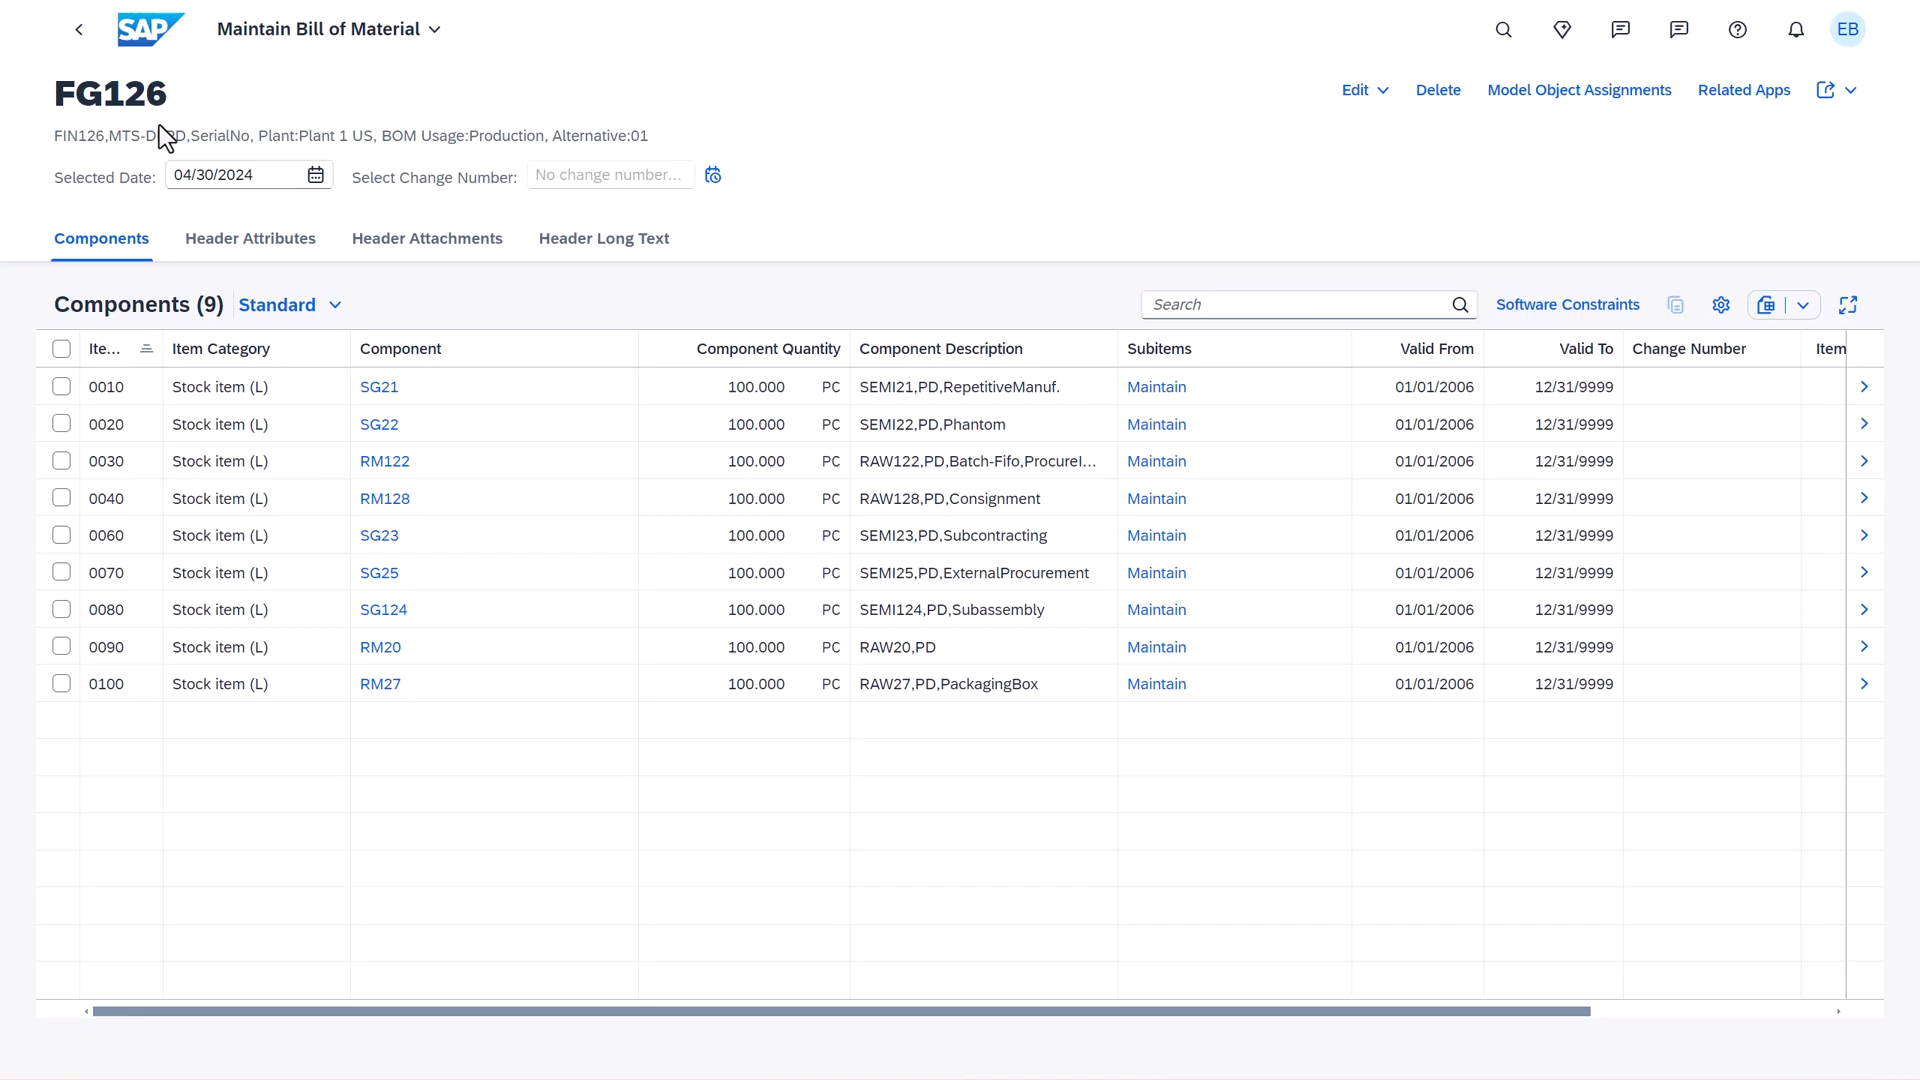 SAP Maintain Bill of Material EB
FG126 Edit Delete Model Object Assignments Related Apps
FIN126,MTS-D PD,SerialNo, Plant:Plant 1 US, BOM Usage:Production, Alternative:01
Selected Date: 04/30/2024 Select Change Number: No change number...
Components Header Attributes Header Attachments Header Long Text
Components (9) Standard Search Software Constraints
Ite... Item Category Component Component Quantity Component Description Subitems Valid From Valid To Change Number Item
0010 Stock item (L) SG21 100.000 PC SEMI21,PD,RepetitiveManuf. Maintain 01/01/2006 12/31/9999
0020 Stock item (L) SG22 100.000 PC SEMI22,PD,Phantom Maintain 01/01/2006 12/31/9999
0030 Stock item (L) RM122 100.000 PC RAW122,PD,Batch-Fifo,ProcureI... Maintain 01/01/2006 12/31/9999
0040 Stock item (L) RM128 100.000 PC RAW128,PD,Consignment Maintain 01/01/2006 12/31/9999
0060 Stock item (L) SG23 100.000 PC SEMI23,PD,Subcontracting Maintain 01/01/2006 12/31/9999
0070 Stock item (L) SG25 100.000 PC SEMI25,PD,ExternalProcurement Maintain 01/01/2006 12/31/9999
0080 Stock item (L) SG124 100.000 PC SEMI124,PD,Subassembly Maintain 01/01/2006 12/31/9999
0090 Stock item (L) RM20 100.000 PC RAW20,PD Maintain 01/01/2006 12/31/9999
0100 Stock item (L) RM27 100.000 PC RAW27,PD,PackagingBox Maintain 01/01/2006 12/31/9999